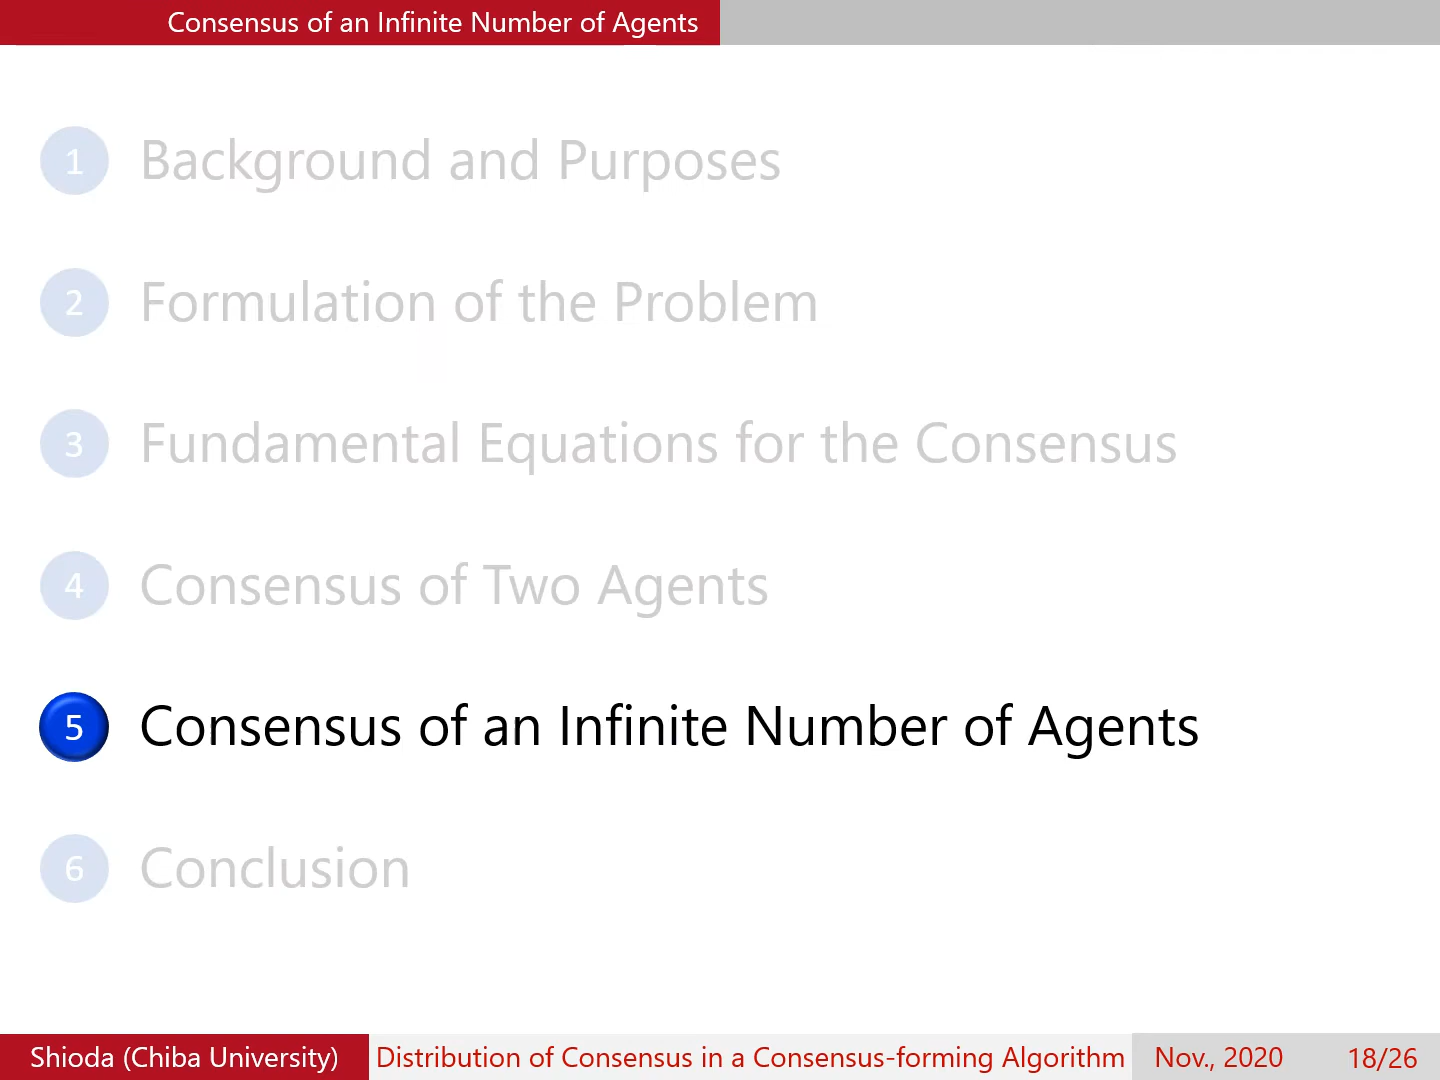 Consensus of an Infinite Number of Agents
1 Background and Purposes
2 Formulation of the Problem
3 Fundamental Equations for the Consensus
4 Consensus of Two Agents
5 Consensus of an Infinite Number of Agents
6 Conclusion
Shioda (Chiba University) Distribution of Consensus in a Consensus-forming Algorithm Nov., 2020 18/26